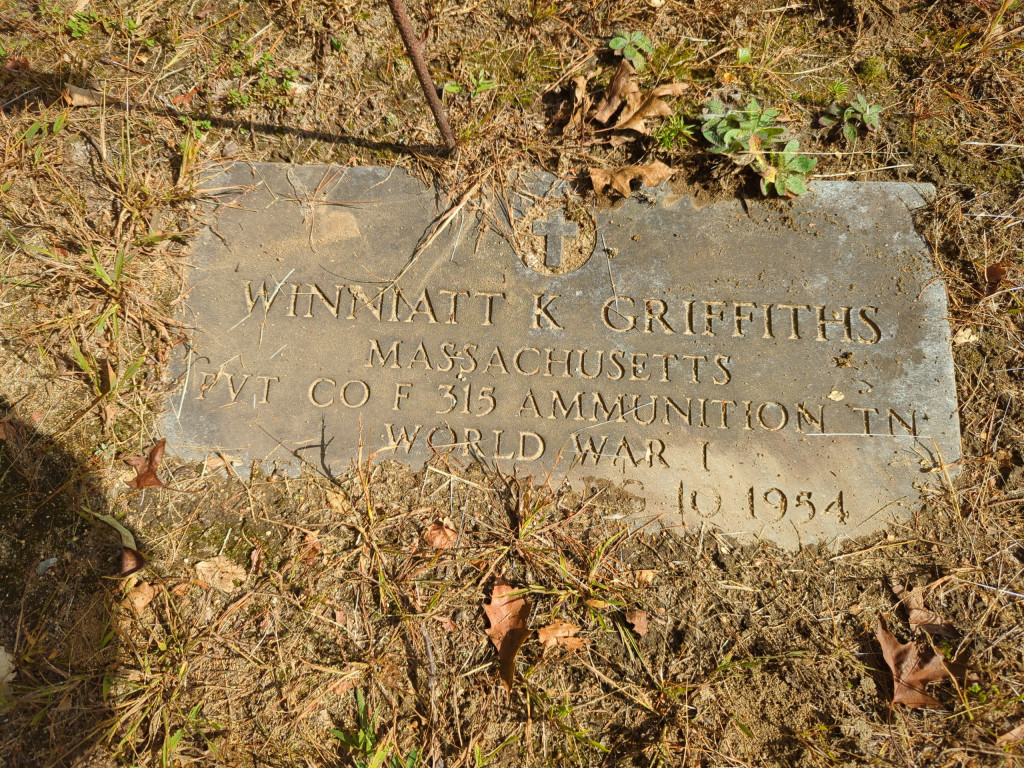 WINNIATT K GRIFFITHS
MASSACHUSETTS
PVT CO F 315 AMMUNITION TN
WORLD WAR I
10 1954